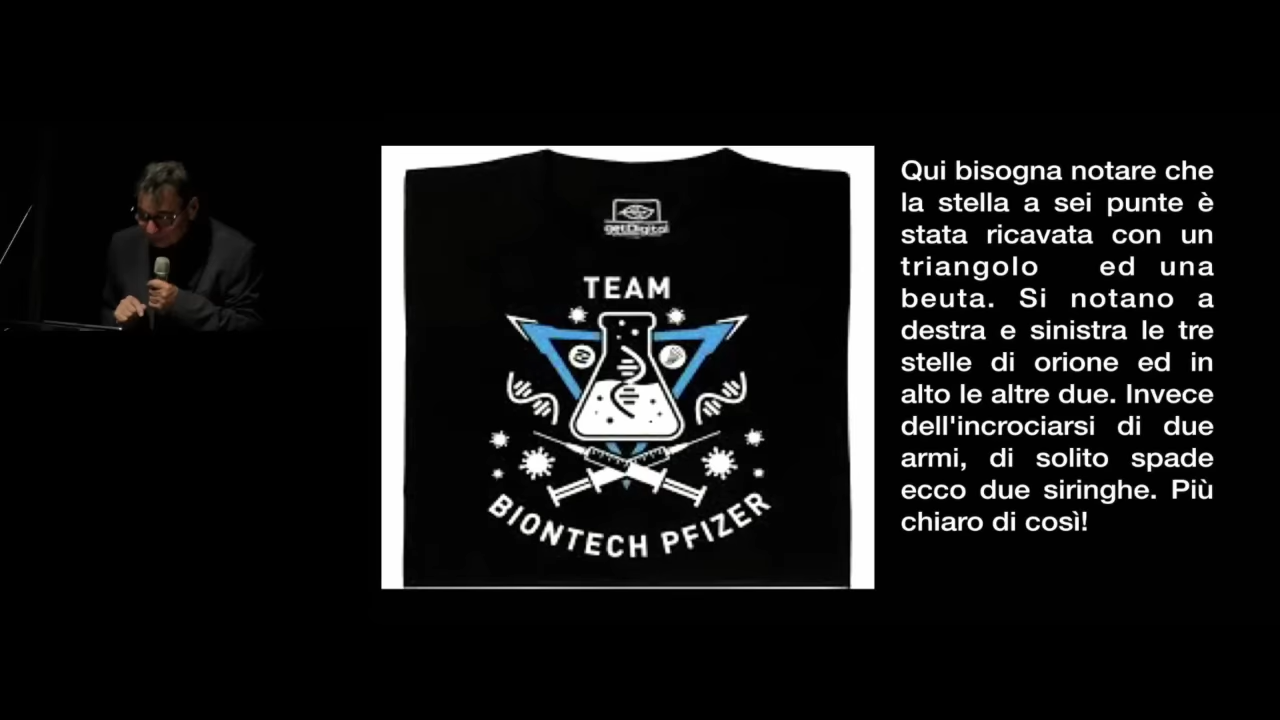 getDigital
TEAM
BIONTECH PFIZER
Qui bisogna notare che
la stella a sei punte è
stata ricavata con un
triangolo ed una
beuta. Si notano a
destra e sinistra le tre
stelle di orione ed in
alto le altre due. Invece
dell'incrociarsi di due
armi, di solito spade
ecco due siringhe. Più
chiaro di così!